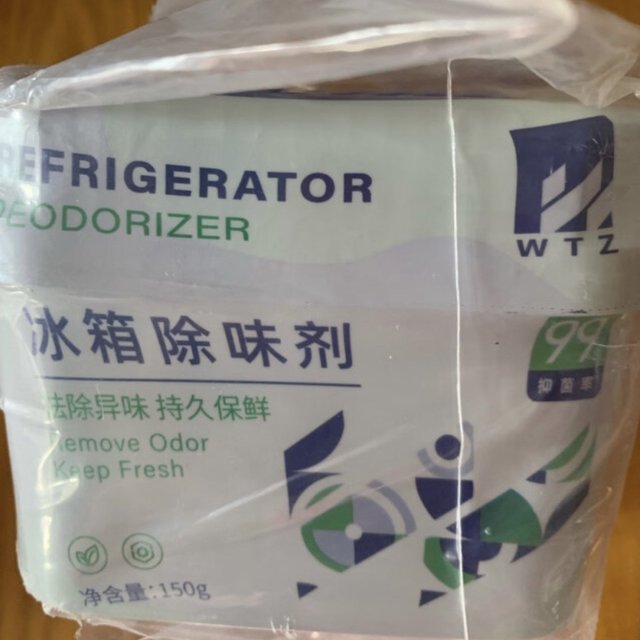 REFRIGERATOR
DEODORIZER
WTZ
冰箱除味剂
99
抑菌率
去除异味 持久保鲜
Remove Odor
Keep Fresh
净含量:150g